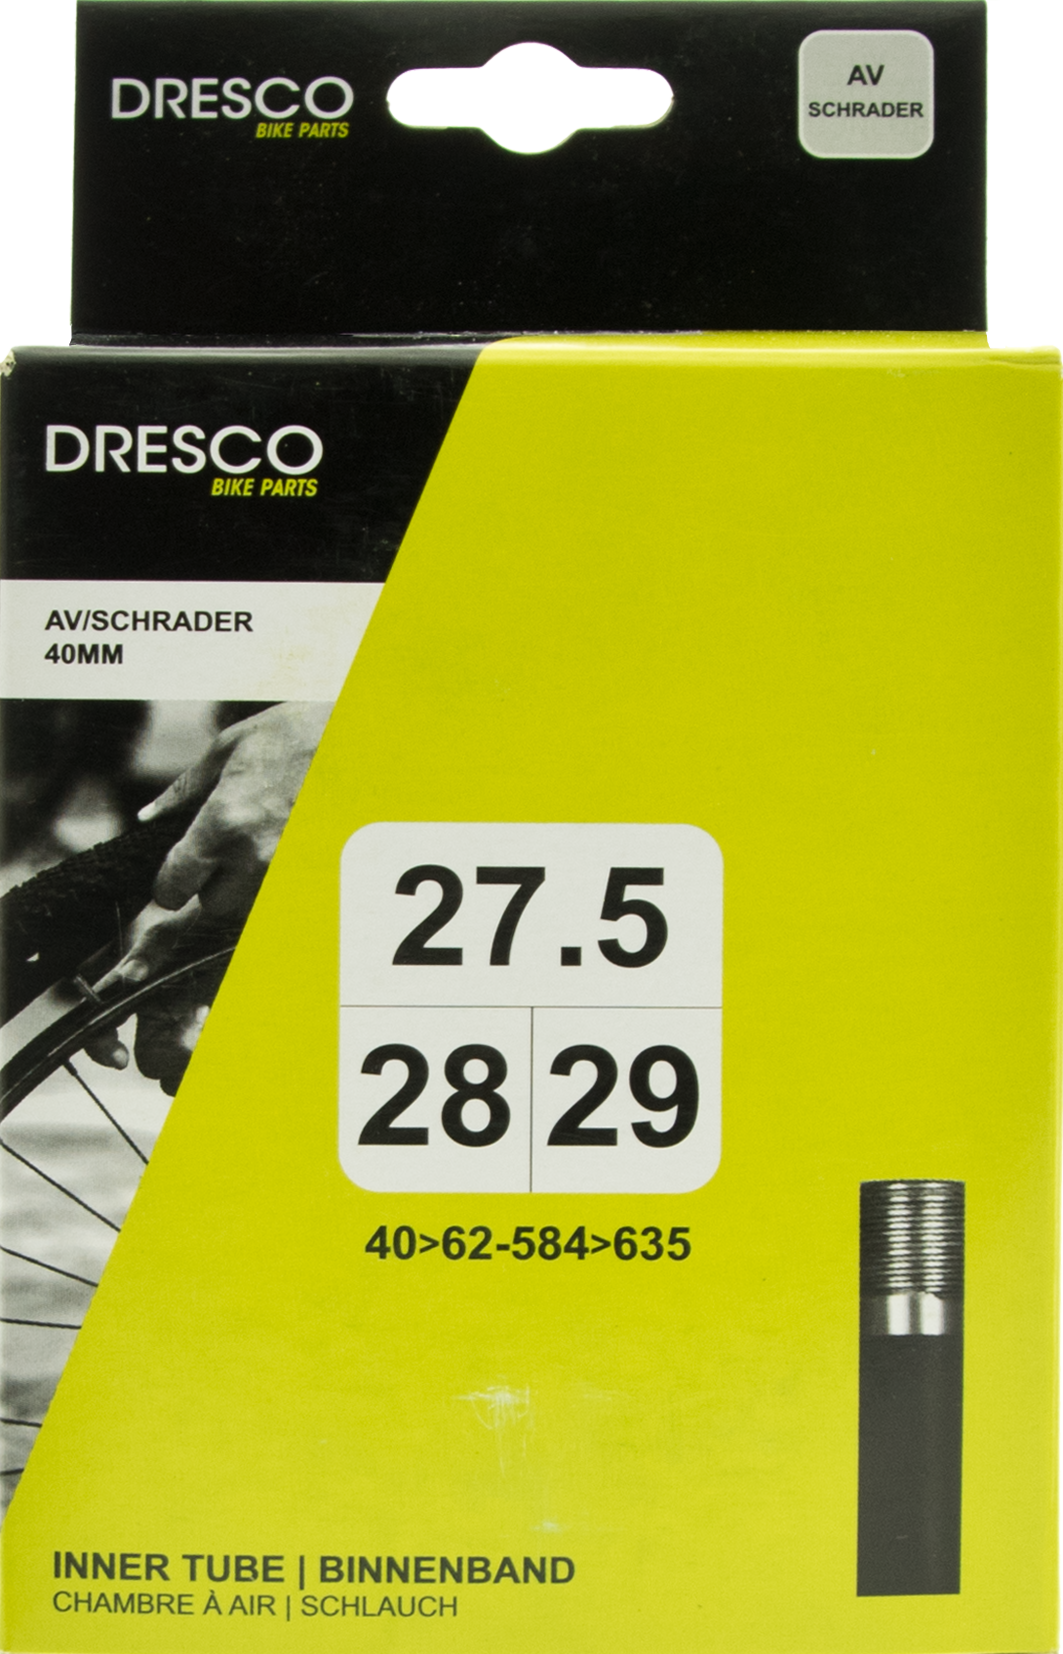 DRESCO
BIKE PARTS
AV
SCHRADER
DRESCO
BIKE PARTS
AV/SCHRADER
40MM
27.5
28 29
40>62-584>635
INNER TUBE | BINNENBAND
CHAMBRE À AIR | SCHLAUCH